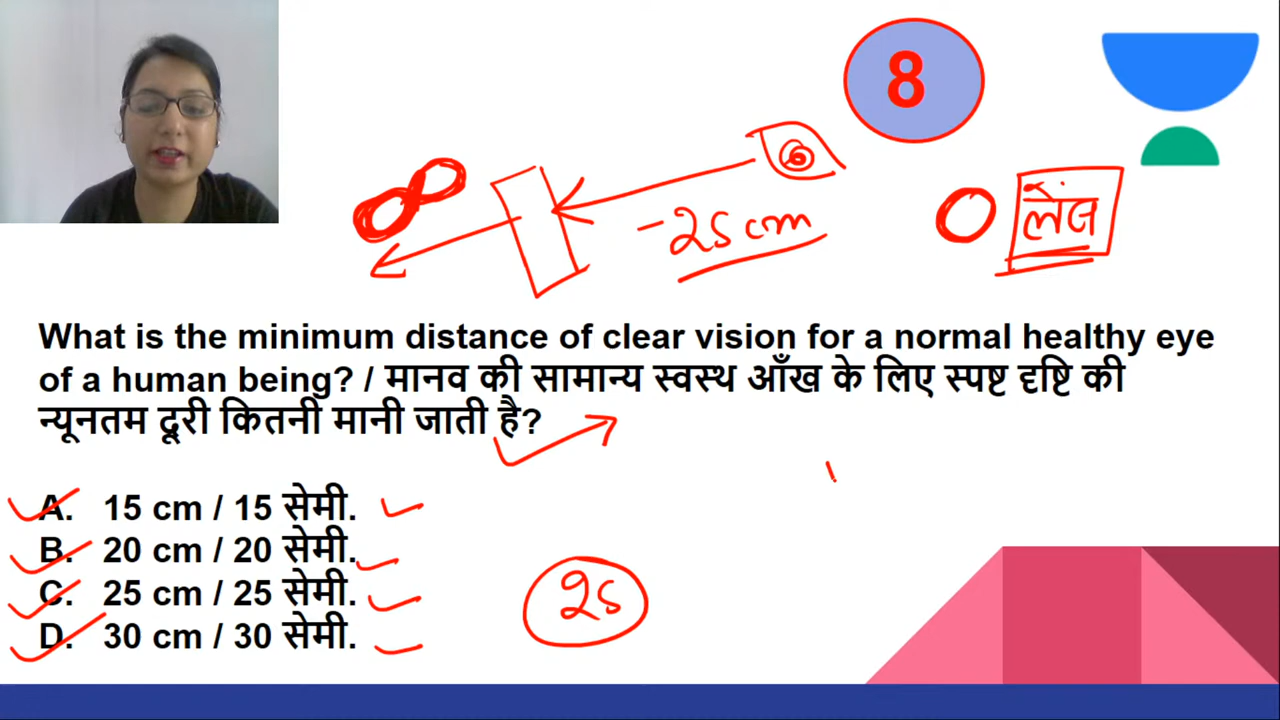 8
∞
-25 cm
लेंज
What is the minimum distance of clear vision for a normal healthy eye
of a human being? / मानव की सामान्य स्वस्थ आँख के लिए स्पष्ट दृष्टि की
न्यूनतम दूरी कितनी मानी जाती है?
A. 15 cm / 15 सेमी.
B. 20 cm / 20 सेमी.
C. 25 cm / 25 सेमी.
D. 30 cm / 30 सेमी.
25